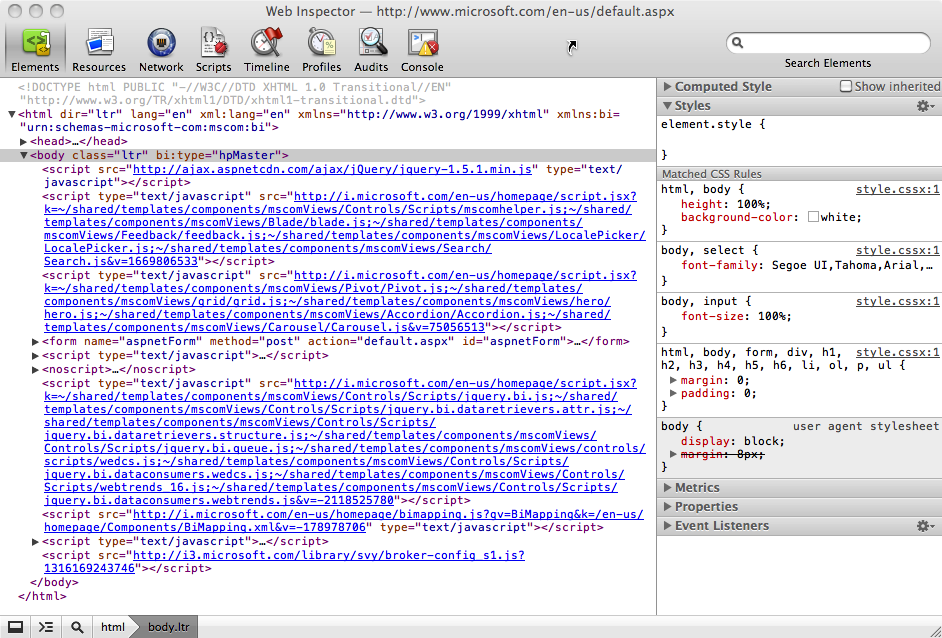 Web Inspector — http://www.microsoft.com/en-us/default.aspx
Elements Resources Network Scripts Timeline Profiles Audits Console Search Elements
<!DOCTYPE html PUBLIC "-//W3C//DTD XHTML 1.0 Transitional//EN"
"http://www.w3.org/TR/xhtml1/DTD/xhtml1-transitional.dtd">
<html dir="ltr" lang="en" xml:lang="en" xmlns="http://www.w3.org/1999/xhtml" xmlns:bi=
"urn:schemas-microsoft-com:mscom:bi">
<head>…</head>
<body class="ltr" bi:type="hpMaster">
<script src="http://ajax.aspnetcdn.com/ajax/jQuery/jquery-1.5.1.min.js" type="text/
javascript"></script>
<script type="text/javascript" src="http://i.microsoft.com/en-us/homepage/script.jsx?
k=~/shared/templates/components/mscomViews/Controls/Scripts/mscomhelper.js;~/shared/
templates/components/mscomViews/Blade/blade.js;~/shared/templates/components/
mscomViews/Feedback/feedback.js;~/shared/templates/components/mscomViews/LocalePicker/
LocalePicker.js;~/shared/templates/components/mscomViews/Search/
Search.js&v=1669806533"></script>
<script type="text/javascript" src="http://i.microsoft.com/en-us/homepage/script.jsx?
k=~/shared/templates/components/mscomViews/Pivot/Pivot.js;~/shared/templates/
components/mscomViews/grid/grid.js;~/shared/templates/components/mscomViews/hero/
hero.js;~/shared/templates/components/mscomViews/Accordion/Accordion.js;~/shared/
templates/components/mscomViews/Carousel/Carousel.js&v=75056513"></script>
<form name="aspnetForm" method="post" action="default.aspx" id="aspnetForm">…</form>
<script type="text/javascript">…</script>
<noscript>…</noscript>
<script type="text/javascript" src="http://i.microsoft.com/en-us/homepage/script.jsx?
k=~/shared/templates/components/mscomViews/Controls/Scripts/jquery.bi.js;~/shared/
templates/components/mscomViews/Controls/Scripts/jquery.bi.dataretrievers.attr.js;~/
shared/templates/components/mscomViews/Controls/Scripts/
jquery.bi.dataretrievers.structure.js;~/shared/templates/components/mscomViews/
Controls/Scripts/jquery.bi.queue.js;~/shared/templates/components/mscomViews/controls/
scripts/wedcs.js;~/shared/templates/components/mscomViews/Controls/Scripts/
jquery.bi.dataconsumers.wedcs.js;~/shared/templates/components/mscomViews/Controls/
Scripts/webtrends_16.js;~/shared/templates/components/mscomViews/Controls/Scripts/
jquery.bi.dataconsumers.webtrends.js&v=-2118525780"></script>
<script src="http://i.microsoft.com/en-us/homepage/bimapping.js?gv=BiMapping&k=/en-us/
homepage/Components/BiMapping.xml&v=-178978706" type="text/javascript"></script>
<script type="text/javascript">…</script>
<script src="http://i3.microsoft.com/library/svy/broker-config_s1.js?
1316169243746"></script>
</body>
</html>
Computed Style Show inherited
Styles
element.style {
}
Matched CSS Rules
html, body { style.cssx:1
height: 100%;
background-color: white;
}
body, select { style.cssx:1
font-family: Segoe UI,Tahoma,Arial,…
}
body, input { style.cssx:1
font-size: 100%;
}
html, body, form, div, h1, style.cssx:1
h2, h3, h4, h5, h6, li, ol, p, ul {
margin: 0;
padding: 0;
}
body { user agent stylesheet
display: block;
margin: 8px;
}
Metrics
Properties
Event Listeners
html body.ltr